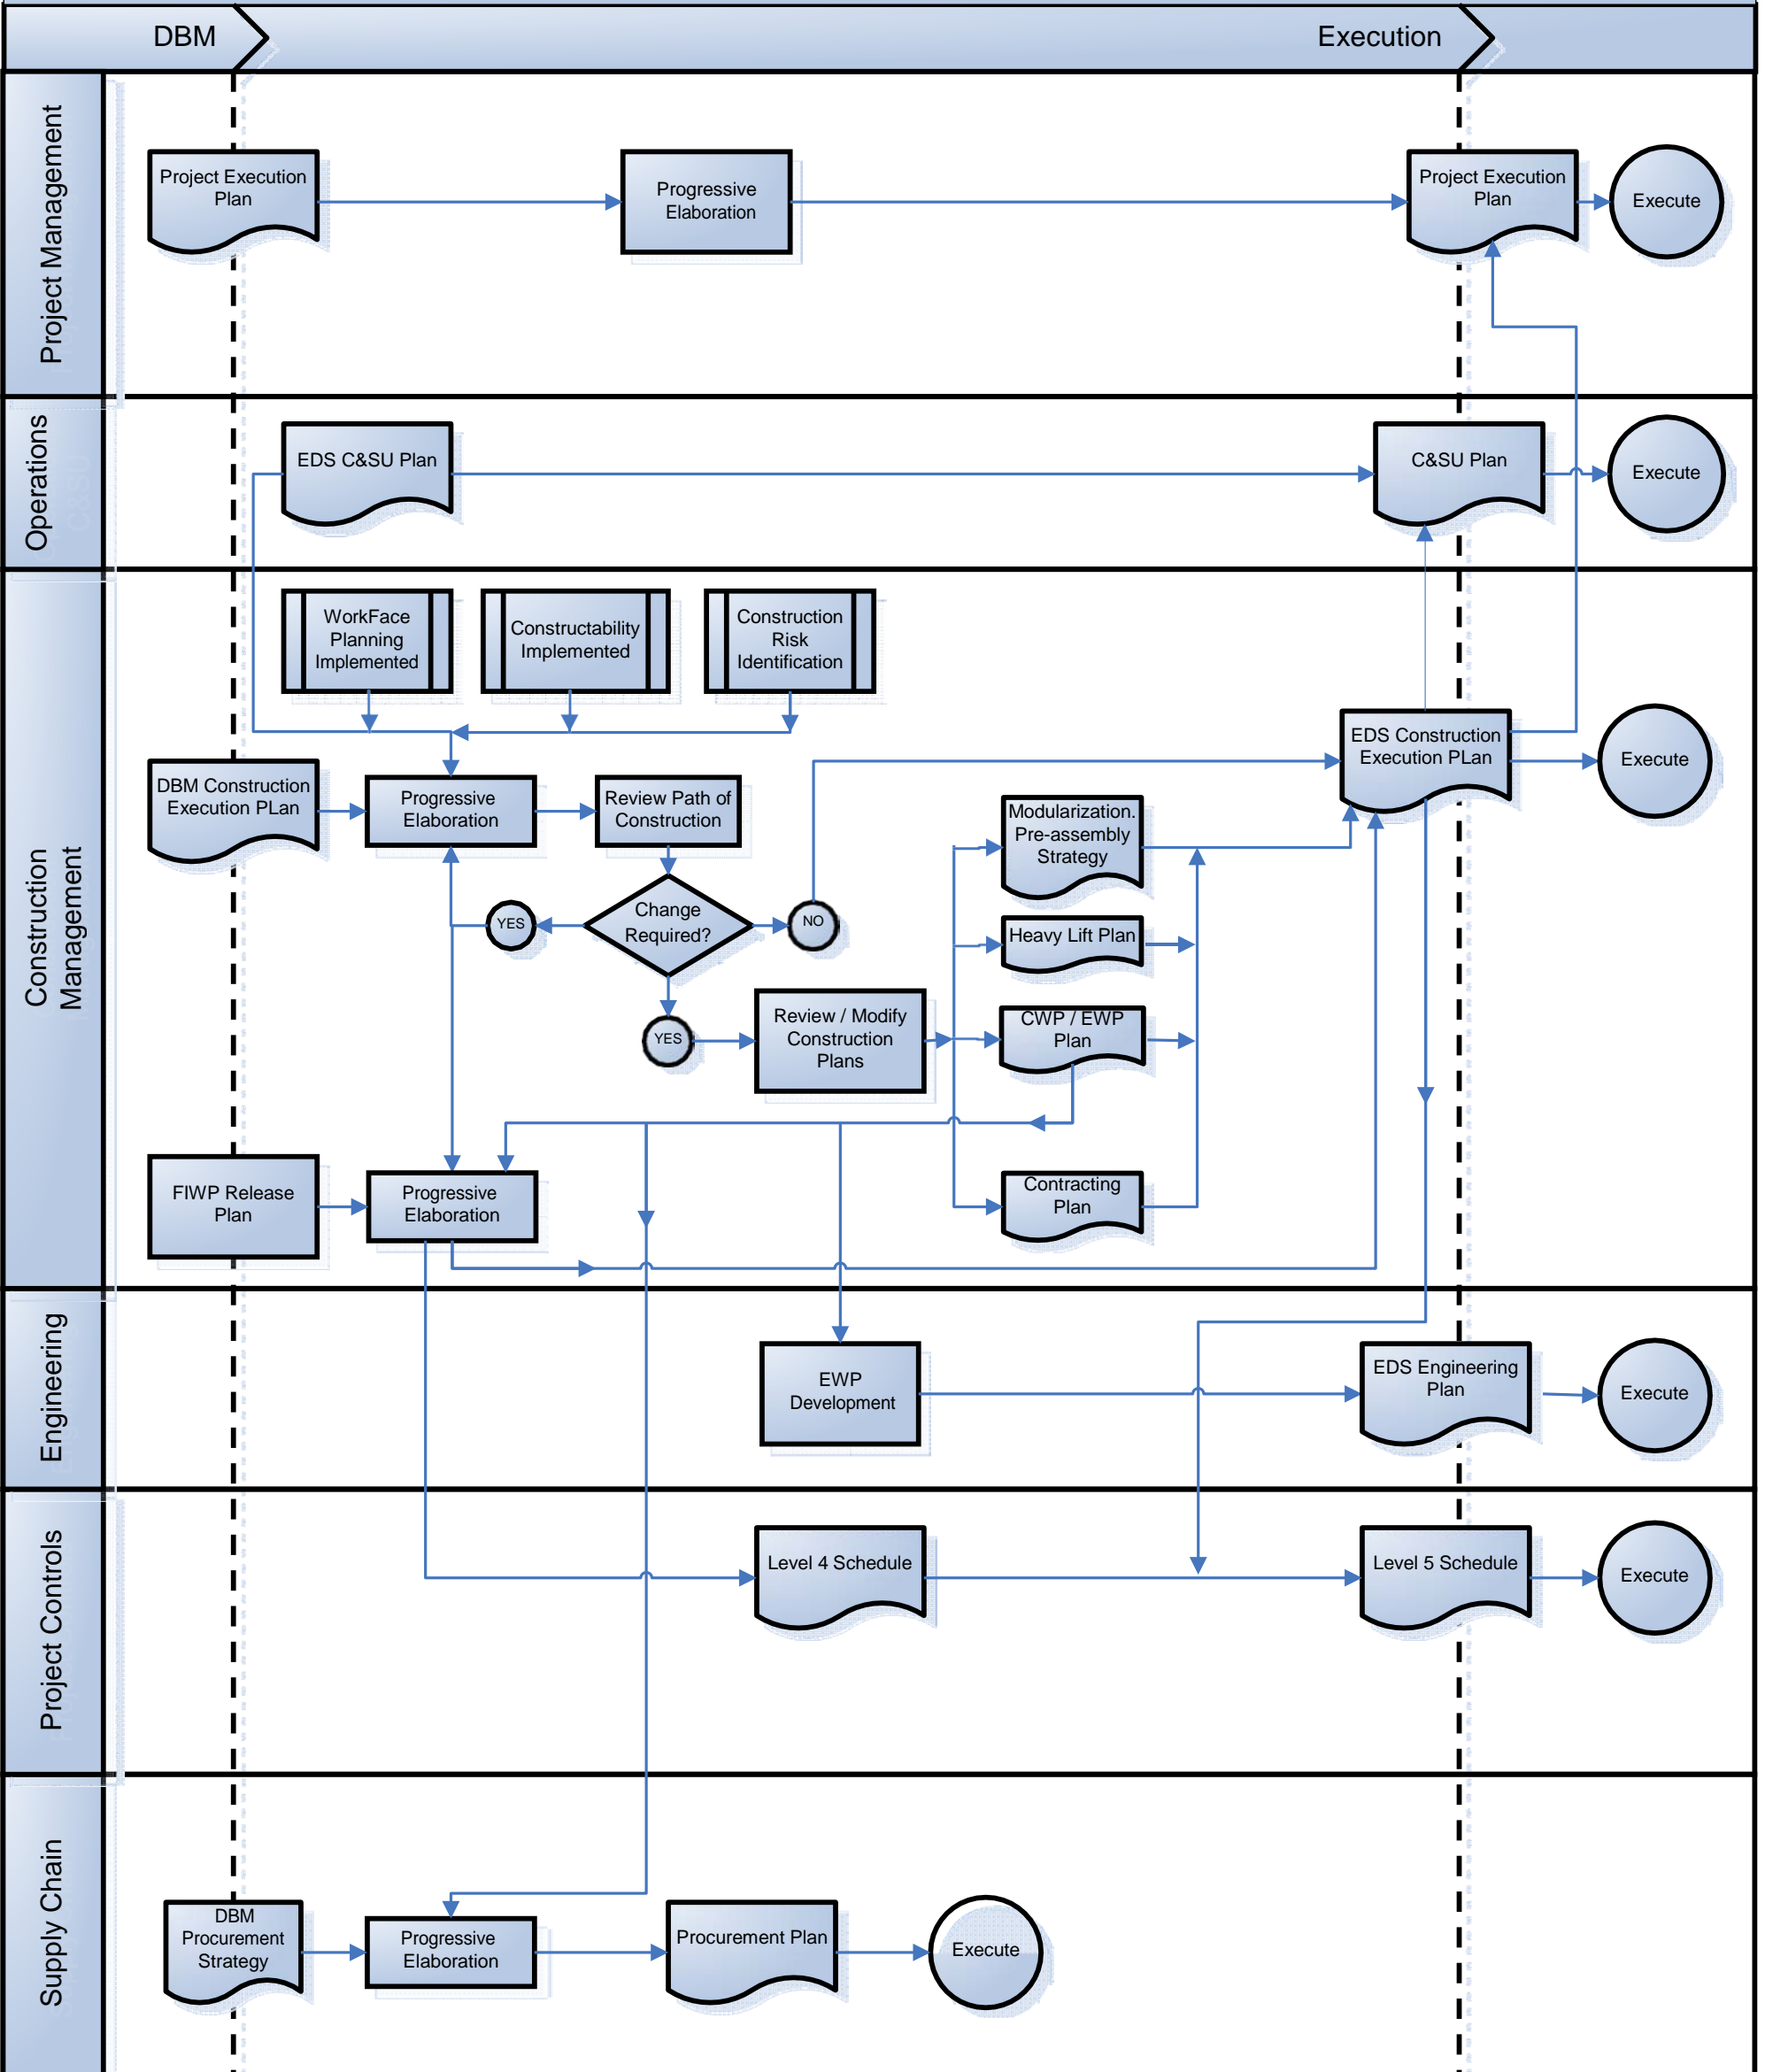 DBM
Execution
Project Management
Project Execution
Plan
Progressive
Elaboration
Project Execution
Plan
Execute
Operations
C&SU
EDS C&SU Plan
C&SU Plan
Execute
Construction
Management
WorkFace
Planning
Implemented
Constructability
Implemented
Construction
Risk
Identification
DBM Construction
Execution PLan
Progressive
Elaboration
Review Path of
Construction
EDS Construction
Execution PLan
Execute
Modularization.
Pre-assembly
Strategy
YES
Change
Required?
NO
Heavy Lift Plan
YES
Review / Modify
Construction
Plans
CWP / EWP
Plan
FIWP Release
Plan
Progressive
Elaboration
Contracting
Plan
Engineering
EWP
Development
EDS Engineering
Plan
Execute
Project Controls
Level 4 Schedule
Level 5 Schedule
Execute
Supply Chain
DBM
Procurement
Strategy
Progressive
Elaboration
Procurement Plan
Execute